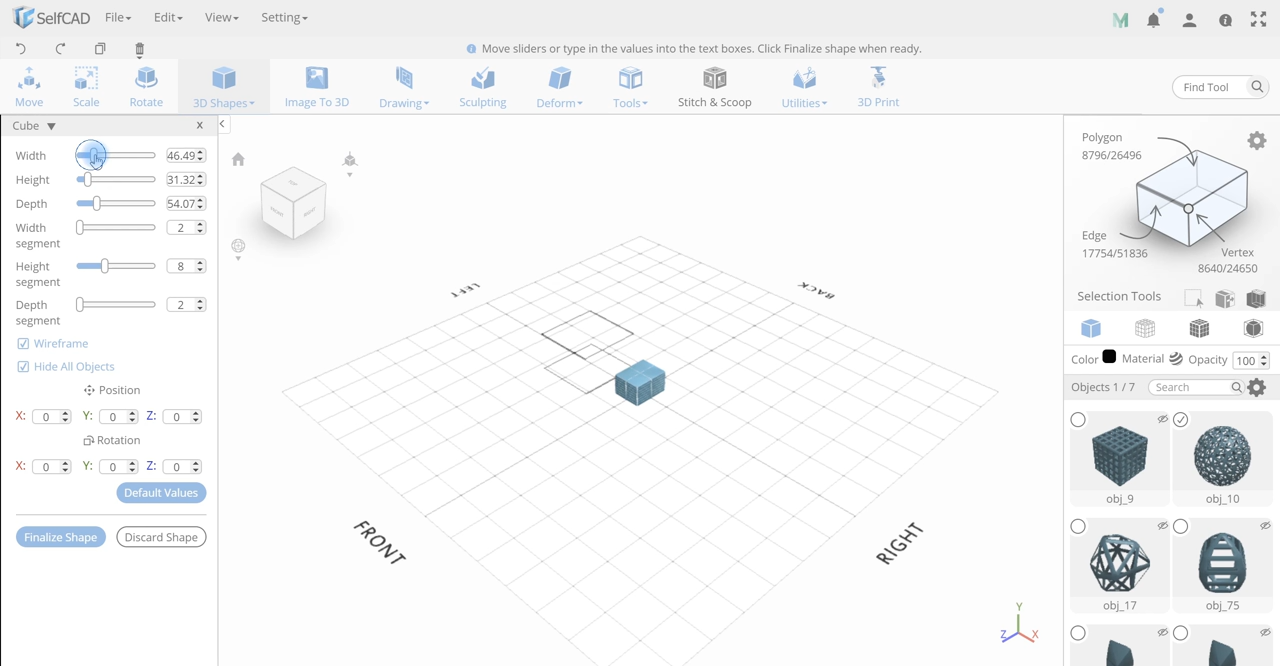 SelfCAD File Edit View Setting
Move sliders or type in the values into the text boxes. Click Finalize shape when ready.
Move Scale Rotate 3D Shapes Image To 3D Drawing Sculpting Deform Tools Stitch & Scoop Utilities 3D Print
Find Tool
Cube x
Width 46.49
Height 31.32
Depth 54.07
Width segment 2
Height segment 8
Depth segment 2
Wireframe
Hide All Objects
Position
X: 0 Y: 0 Z: 0
Rotation
X: 0 Y: 0 Z: 0
Default Values
Finalize Shape Discard Shape
LEFT
BACK
FRONT
RIGHT
Y
Z X
Polygon
8796/26496
Edge
17754/51836
Vertex
8640/24650
Selection Tools
Color Material Opacity 100
Objects 1 / 7 Search
obj_9 obj_10
obj_17 obj_75